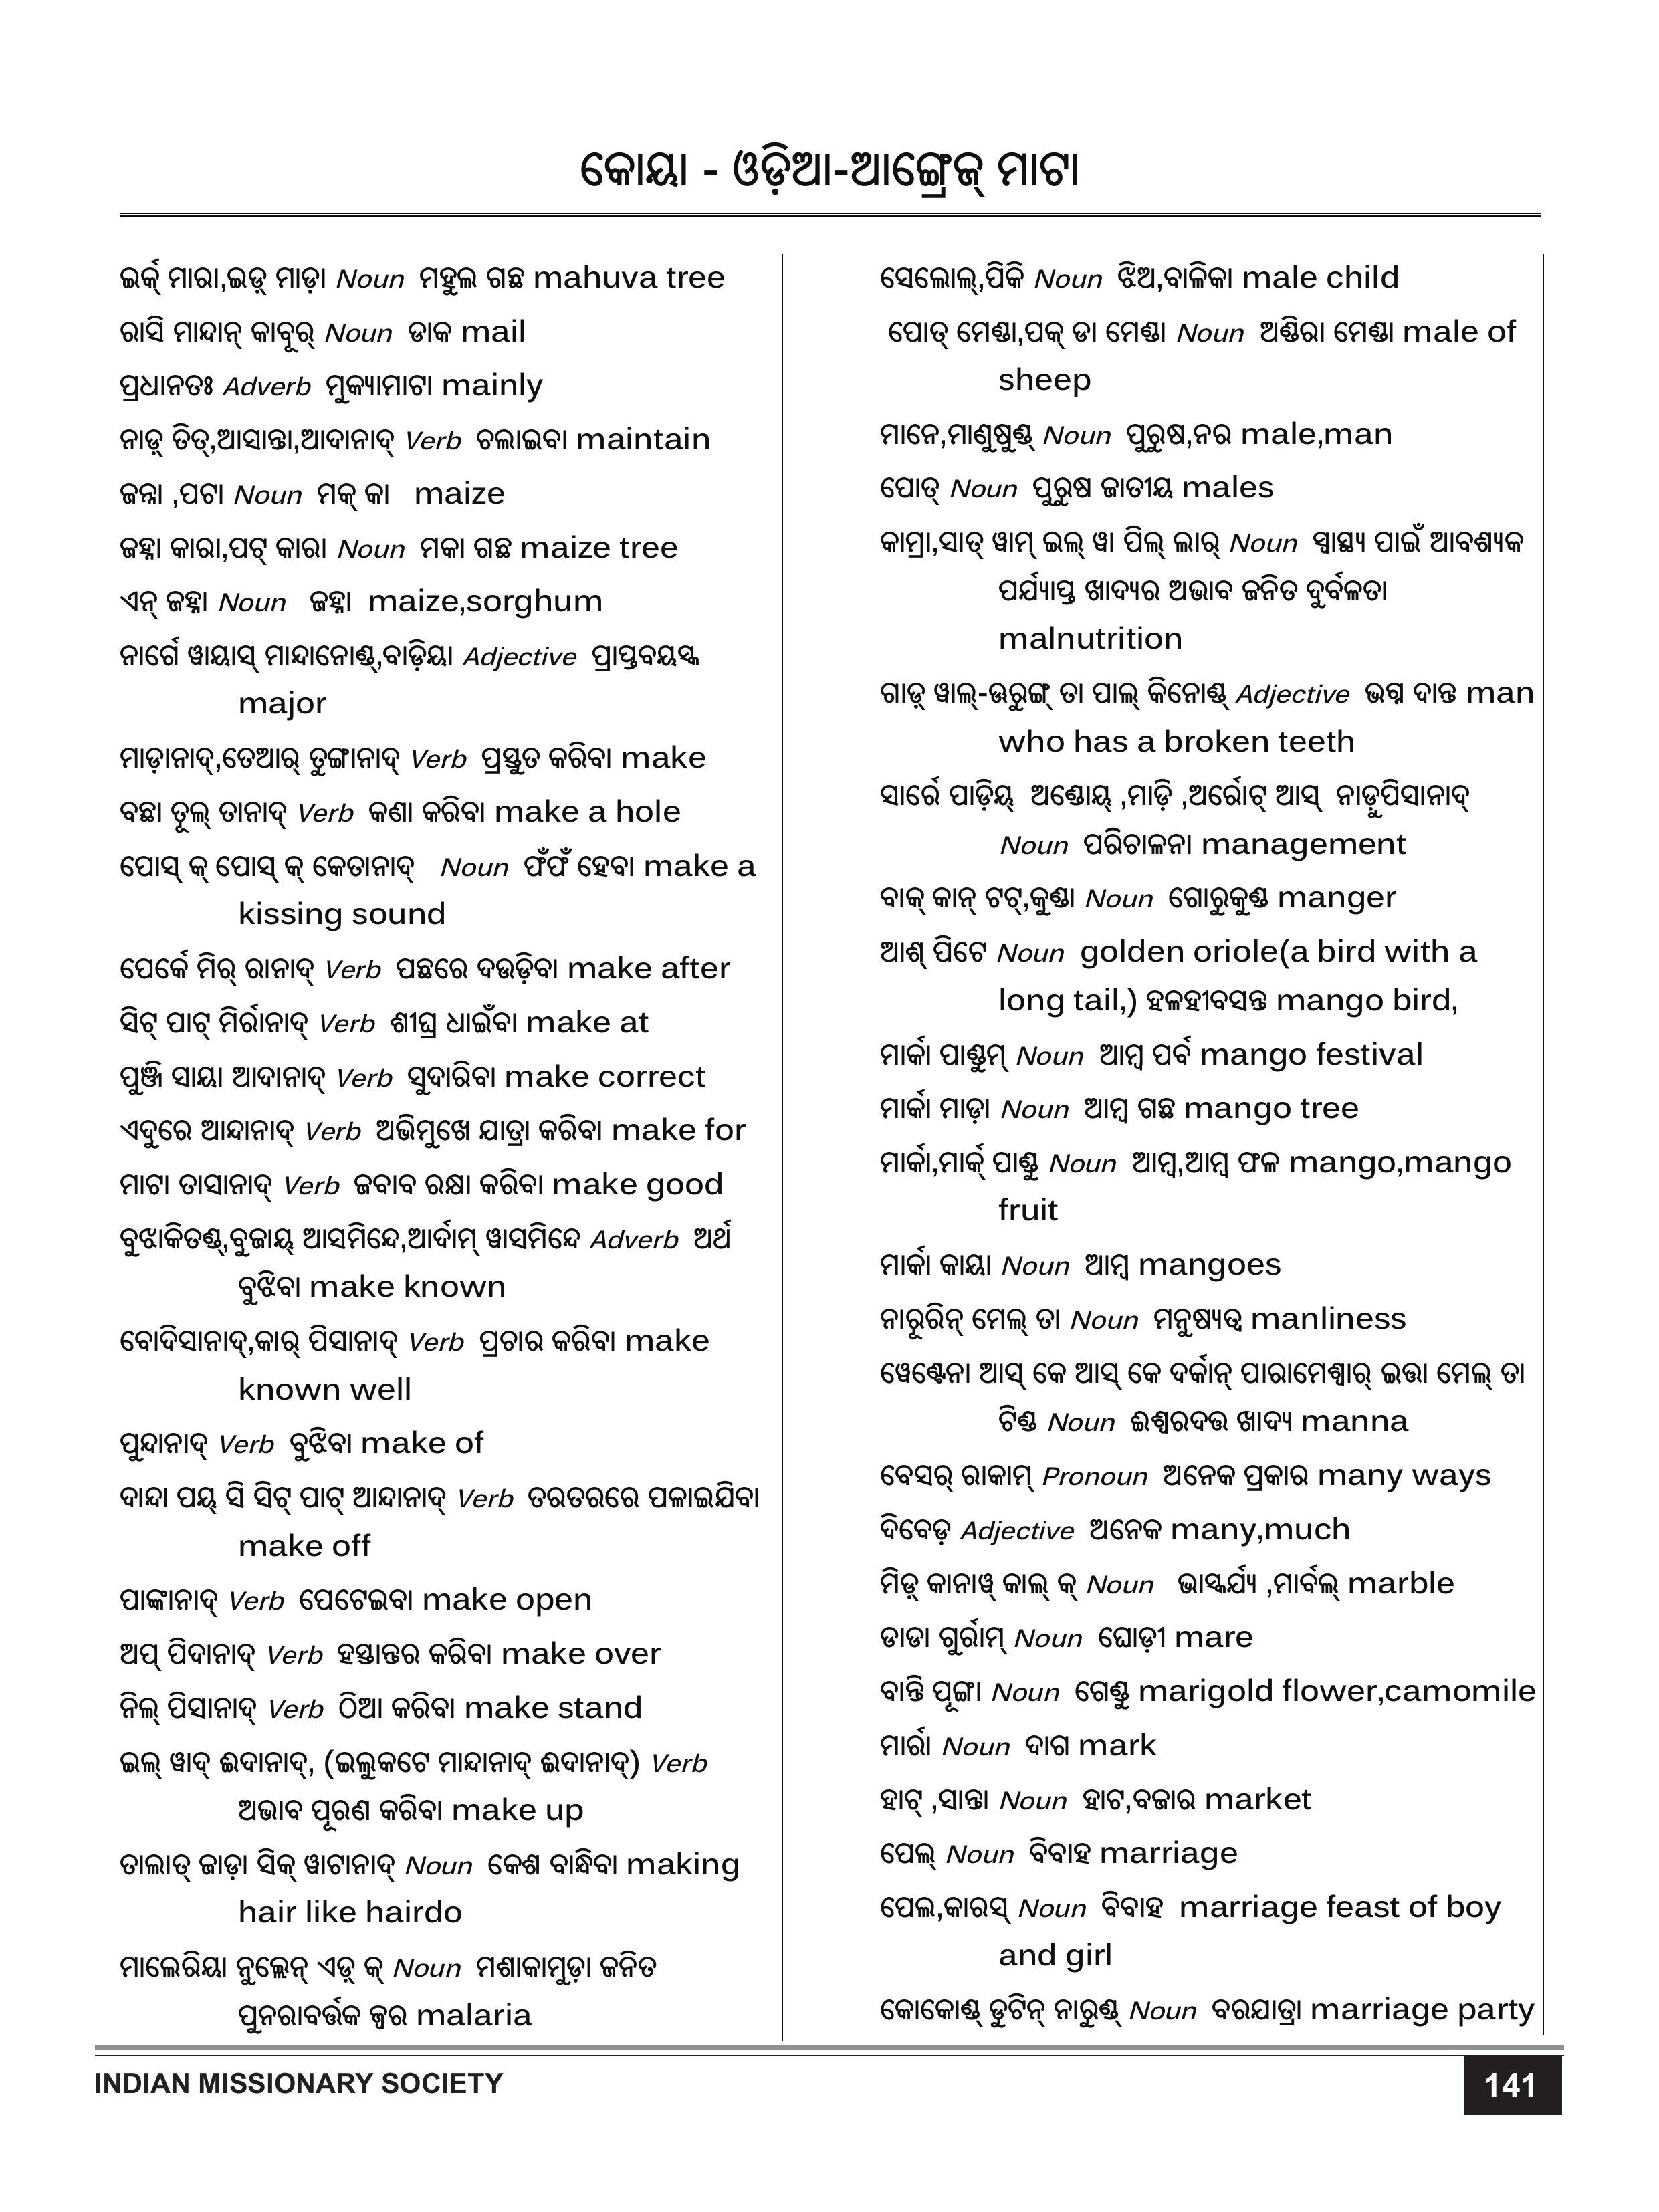 କୋୟା - ଓଡ଼ିଆ-ଆଙ୍ଗ୍ରେଜ୍ ମାଟା
ଇର୍କ୍ ମାରା,ଇଡ଼୍ ମାଡ଼ା Noun ମହୁଲ ଗଛ mahuva tree
ରାସି ମାନ୍ଦାନ୍ କାବୂର୍ Noun ଡାକ mail
ପ୍ରଧାନତଃ Adverb ମୁକ୍ୟାମାଟା mainly
ନାଡ଼୍ ତିତ୍,ଆସାନ୍ତା,ଆଦାନାଦ୍ Verb ଚଲାଇବା maintain
ଜନ୍ନା ,ପଟା Noun ମକ୍ କା maize
ଜହ୍ନା କାରା,ପଟ୍ କାରା Noun ମକା ଗଛ maize tree
ଏନ୍ ଜହ୍ନା Noun ଜହ୍ନା maize,sorghum
ନାର୍ଗେ ୱାୟାସ୍ ମାନ୍ଦାନୋଣ୍ଡ୍,ବାଡ଼ିୟା Adjective ପ୍ରାପ୍ତବୟସ୍କ
major
ମାଡ଼ାନାଦ୍,ତେଆର୍ ତୁଙ୍ଗାନାଦ୍ Verb ପ୍ରସ୍ତୁତ କରିବା make
ବଛା ତୂଲ୍ ତାନାଦ୍ Verb କଣା କରିବା make a hole
ପୋସ୍ କ୍ ପୋସ୍ କ୍ କେତାନାଦ୍ Noun ଫଁଫଁ ହେବା make a
kissing sound
ପେର୍କେ ମିର୍ ରାନାଦ୍ Verb ପଛରେ ଦଉଡ଼ିବା make after
ସିଟ୍ ପାଟ୍ ମିର୍ରାନାଦ୍ Verb ଶୀଘ୍ର ଧାଇଁବା make at
ପୁଞ୍ଜି ସାୟା ଆଦାନାଦ୍ Verb ସୁଦାରିବା make correct
ଏଦୁରେ ଆନ୍ଦାନାଦ୍ Verb ଅଭିମୁଖେ ଯାତ୍ରା କରିବା make for
ମାଟା ତାସାନାଦ୍ Verb ଜବାବ ରକ୍ଷା କରିବା make good
ବୁଝାକିତଣ୍ଡ୍,ବୁଜାୟ୍ ଆସମିନ୍ଦେ,ଆର୍ଦାମ୍ ୱାସମିନ୍ଦେ Adverb ଅର୍ଥ
ବୁଝିବା make known
ବୋଦିସାନାଦ୍,କାର୍ ପିସାନାଦ୍ Verb ପ୍ରଚାର କରିବା make
known well
ପୁନ୍ଦାନାଦ୍ Verb ବୁଝିବା make of
ଦାନ୍ଦା ପୟ୍ ସି ସିଟ୍ ପାଟ୍ ଆନ୍ଦାନାଦ୍ Verb ତରତରରେ ପଳାଇଯିବା
make off
ପାଙ୍କାନାଦ୍ Verb ପେଟେଇବା make open
ଅପ୍ ପିଦାନାଦ୍ Verb ହସ୍ତାନ୍ତର କରିବା make over
ନିଲ୍ ପିସାନାଦ୍ Verb ଠିଆ କରିବା make stand
ଇଲ୍ ୱାଦ୍ ଈଦାନାଦ୍, (ଇଲୁକଟେ ମାନ୍ଦାନାଦ୍ ଈଦାନାଦ୍) Verb
ଅଭାବ ପୂରଣ କରିବା make up
ତାଲାତ୍ ଜାଡ଼ା ସିକ୍ ୱାଟାନାଦ୍ Noun କେଶ ବାନ୍ଧିବା making
hair like hairdo
ମାଲେରିୟା ନୁଲ୍ଲେନ୍ ଏଡ଼୍ କ୍ Noun ମଶାକାମୁଡ଼ା ଜନିତ
ପୁନରାବର୍ତ୍ତକ ଜ୍ୱର malaria
ସେଲୋଲ୍,ପିକି Noun ଝିଅ,ବାଳିକା male child
ପୋତ୍ ମେଣ୍ଢା,ପକ୍ ଡା ମେଣ୍ଢା Noun ଅଣ୍ଡିରା ମେଣ୍ଢା male of
sheep
ମାନେ,ମାଣୁଷୁଣ୍ଡ୍ Noun ପୁରୁଷ,ନର male,man
ପୋତ୍ Noun ପୁରୁଷ ଜାତୀୟ males
କାମ୍ରା,ସାତ୍ ୱାମ୍ ଇଲ୍ ୱା ପିଲ୍ ଲାର୍ Noun ସ୍ୱାସ୍ଥ୍ୟ ପାଇଁ ଆବଶ୍ୟକ
ପର୍ଯ୍ୟାପ୍ତ ଖାଦ୍ୟର ଅଭାବ ଜନିତ ଦୁର୍ବଳତା
malnutrition
ଗାଡ଼୍ ୱାଲ୍-ଊରୁଙ୍ଗ୍ ତା ପାଲ୍ କିନୋଣ୍ଡ୍ Adjective ଭଗ୍ନ ଦାନ୍ତ man
who has a broken teeth
ସାର୍ରେ ପାଡ଼ିୟ୍ ଅଣ୍ଡୋୟ୍ ,ମାଡ଼ି ,ଅର୍ରୋଟ୍ ଆସ୍ ନାଡ଼ୁପିସାନାଦ୍
Noun ପରିଚାଳନା management
ବାକ୍ କାନ୍ ଟଟ୍,କୁଣ୍ଡା Noun ଗୋରୁକୁଣ୍ଡ manger
ଆଶ୍ ପିଟେ Noun golden oriole(a bird with a
long tail,) ହଳହୀବସନ୍ତ mango bird,
ମାର୍କା ପାଣ୍ଡୁମ୍ Noun ଆମ୍ବ ପର୍ବ mango festival
ମାର୍କା ମାଡ଼ା Noun ଆମ୍ବ ଗଛ mango tree
ମାର୍କା,ମାର୍କ୍ ପାଣ୍ଡୁ Noun ଆମ୍ବ,ଆମ୍ବ ଫଳ mango,mango
fruit
ମାର୍କା କାୟା Noun ଆମ୍ବ mangoes
ନାରୂରିନ୍ ମେଲ୍ ତା Noun ମନୁଷ୍ୟତ୍ୱ manliness
ୱେଣ୍ଟେନା ଆସ୍ କେ ଆସ୍ କେ ଦର୍କାନ୍ ପାରାମେଶ୍ୱାର୍ ଇତ୍ତା ମେଲ୍ ତା
ଟିଣ୍ଡ Noun ଈଶ୍ୱରଦତ୍ତ ଖାଦ୍ୟ manna
ବେସର୍ ରାକାମ୍ Pronoun ଅନେକ ପ୍ରକାର many ways
ଦିବେଡ଼ Adjective ଅନେକ many,much
ମିଡ଼୍ କାନାୱ୍ କାଲ୍ କ୍ Noun ଭାସ୍କର୍ଯ୍ୟ ,ମାର୍ବଲ୍ marble
ଡାଡା ଗୁର୍ରାମ୍ Noun ଘୋଡ଼ୀ mare
ବାନ୍ତି ପୂଙ୍ଗା Noun ଗେଣ୍ଡୁ marigold flower,camomile
ମାର୍ରା Noun ଦାଗ mark
ହାଟ୍ ,ସାନ୍ତା Noun ହାଟ,ବଜାର market
ପେଲ୍ Noun ବିବାହ marriage
ପେଲ,କାରସ୍ Noun ବିବାହ marriage feast of boy
and girl
କୋକୋଣ୍ଡ୍ ଡୁଟିନ୍ ନାରୁଣ୍ଡ୍ Noun ବରଯାତ୍ରା marriage party
INDIAN MISSIONARY SOCIETY
141